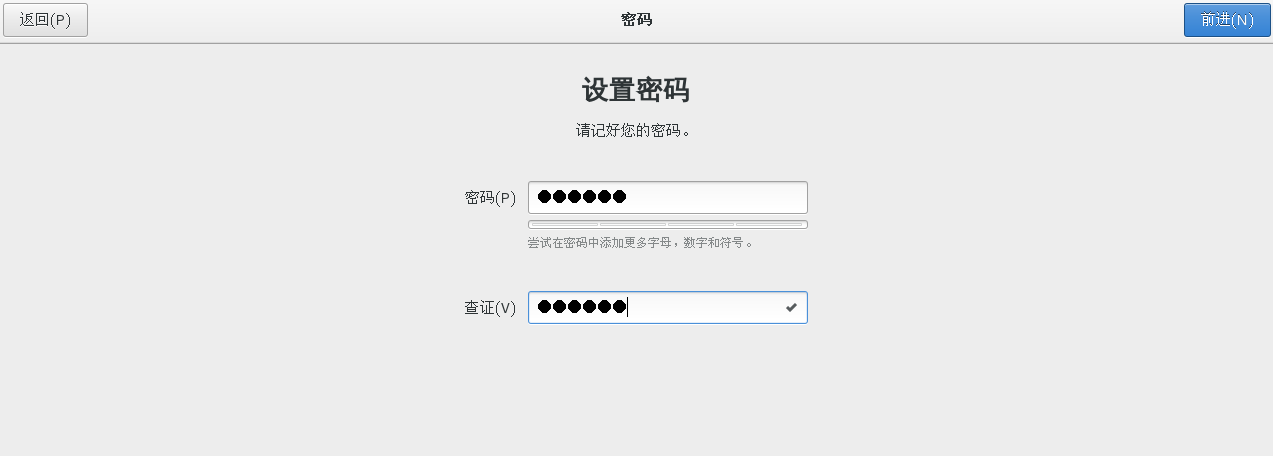 返回(P) 密码 前进(N)
设置密码
请记好您的密码。
密码(P) ●●●●●●
尝试在密码中添加更多字母，数字和符号。
查证(V) ●●●●●●